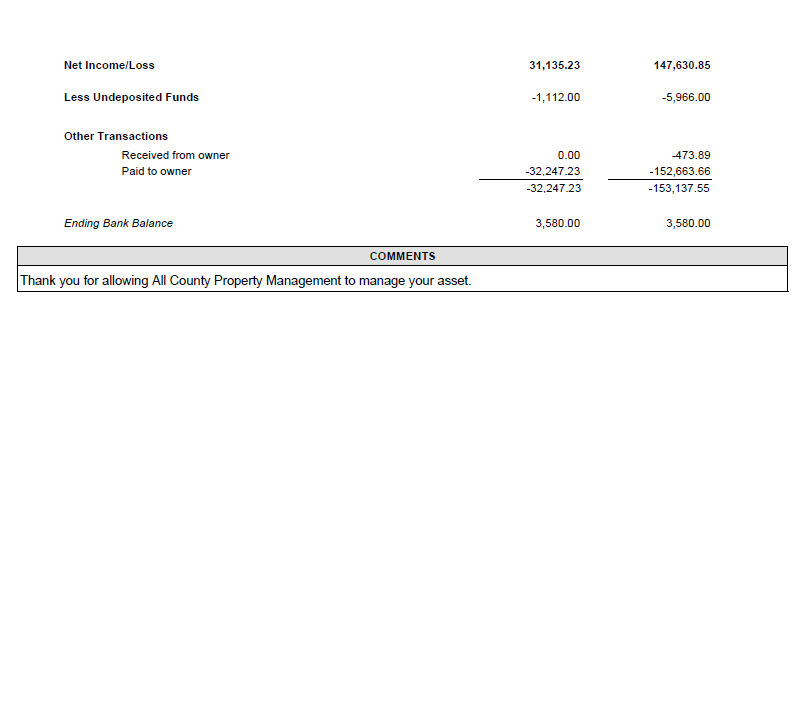 Net Income/Loss 31,135.23 147,630.85
Less Undeposited Funds -1,112.00 -5,966.00
Other Transactions
Received from owner 0.00 -473.89
Paid to owner -32,247.23 -152,663.66
-32,247.23 -153,137.55
Ending Bank Balance 3,580.00 3,580.00
COMMENTS
Thank you for allowing All County Property Management to manage your asset.